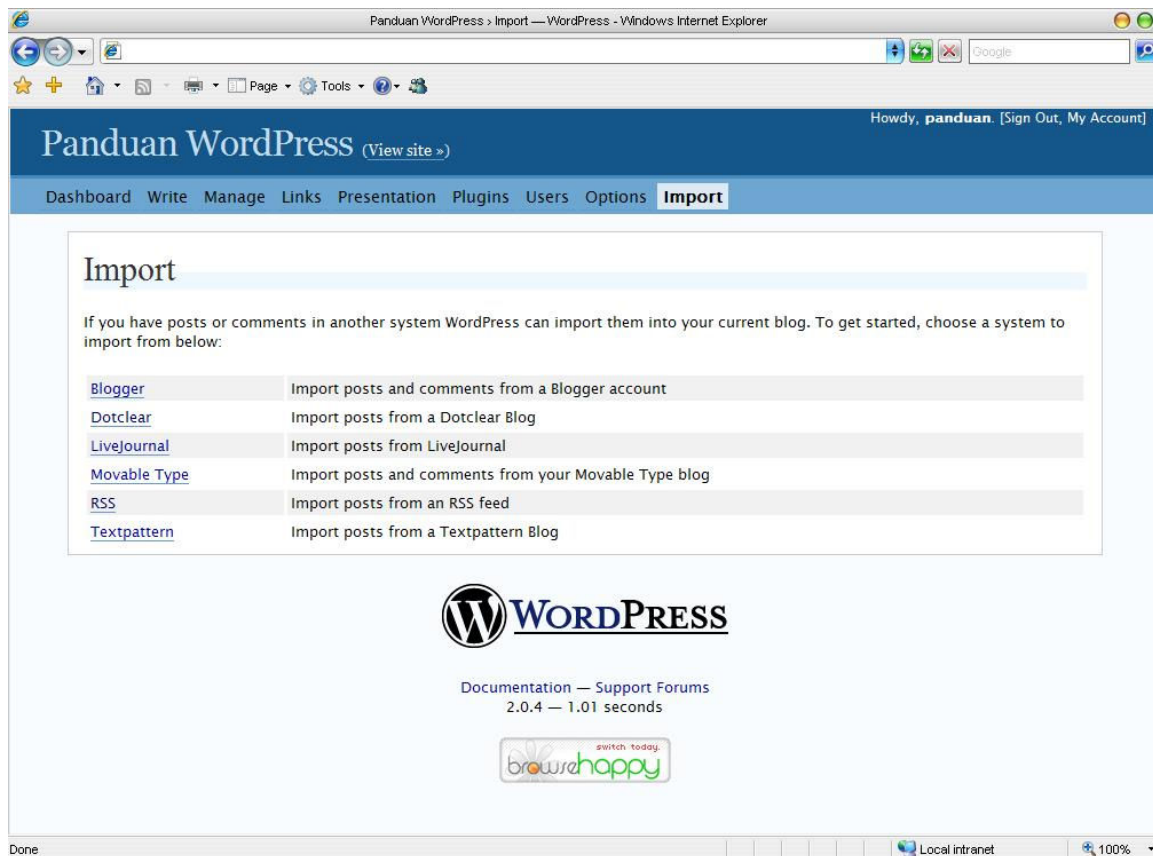 Panduan WordPress › Import — WordPress - Windows Internet Explorer
Google
Page Tools
Howdy, panduan. [Sign Out, My Account]
Panduan WordPress (View site »)
Dashboard Write Manage Links Presentation Plugins Users Options Import
Import
If you have posts or comments in another system WordPress can import them into your current blog. To get started, choose a system to
import from below:
Blogger Import posts and comments from a Blogger account
Dotclear Import posts from a Dotclear Blog
LiveJournal Import posts from LiveJournal
Movable Type Import posts and comments from your Movable Type blog
RSS Import posts from an RSS feed
Textpattern Import posts from a Textpattern Blog
W WORDPRESS
Documentation — Support Forums
2.0.4 — 1.01 seconds
switch today.
browsehappy
Done Local intranet 100%